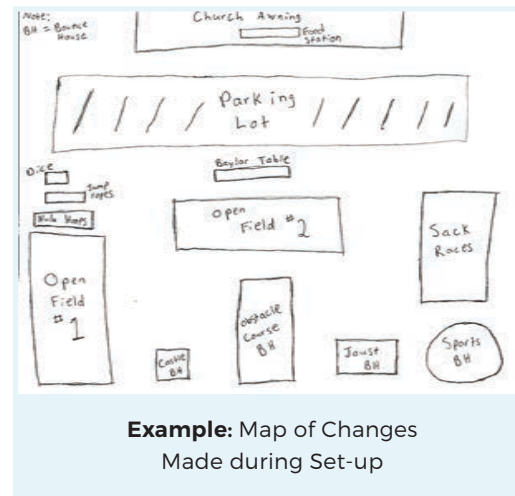 Note:
BH = Bounce
House
Church Awning
Food
Station
Parking
Lot
Dice
Jump
ropes
Hula Hoops
Baylor Table
Open
Field #2
Sack
Races
Open
Field
#1
Castle
BH
Obstacle
Course
BH
Joust
BH
Sports
BH
Example: Map of Changes
Made during Set-up